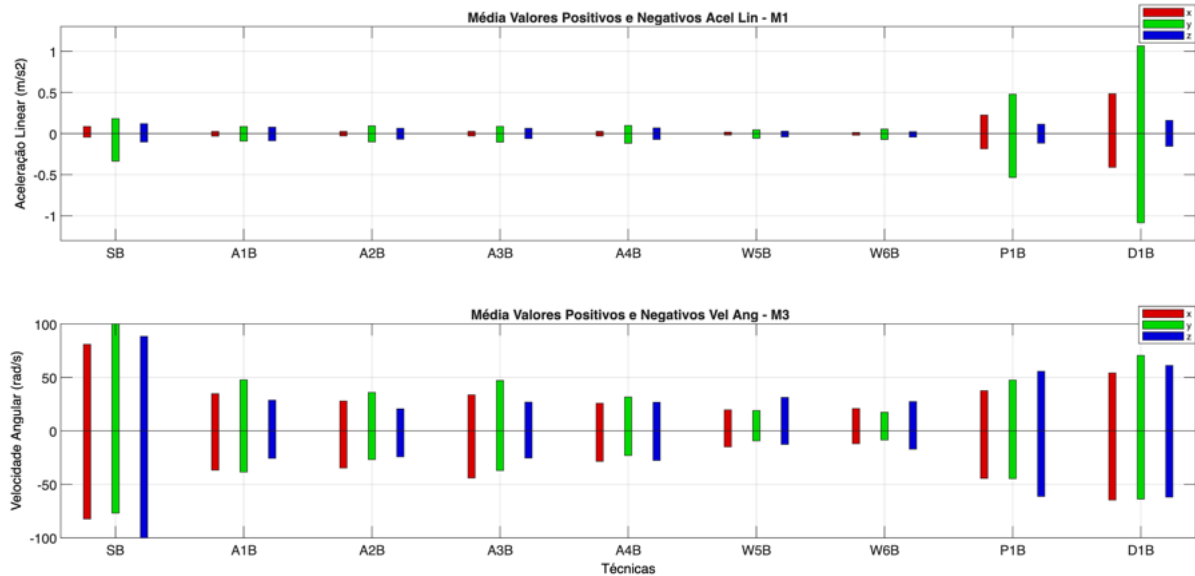 Média Valores Positivos e Negativos Acel Lin - M1
x
y
z
Aceleração Linear (m/s2)
1
0.5
0
-0.5
-1
SB A1B A2B A3B A4B W5B W6B P1B D1B
Média Valores Positivos e Negativos Vel Ang - M3
x
y
z
Velocidade Angular (rad/s)
100
50
0
-50
-100
SB A1B A2B A3B A4B W5B W6B P1B D1B
Técnicas